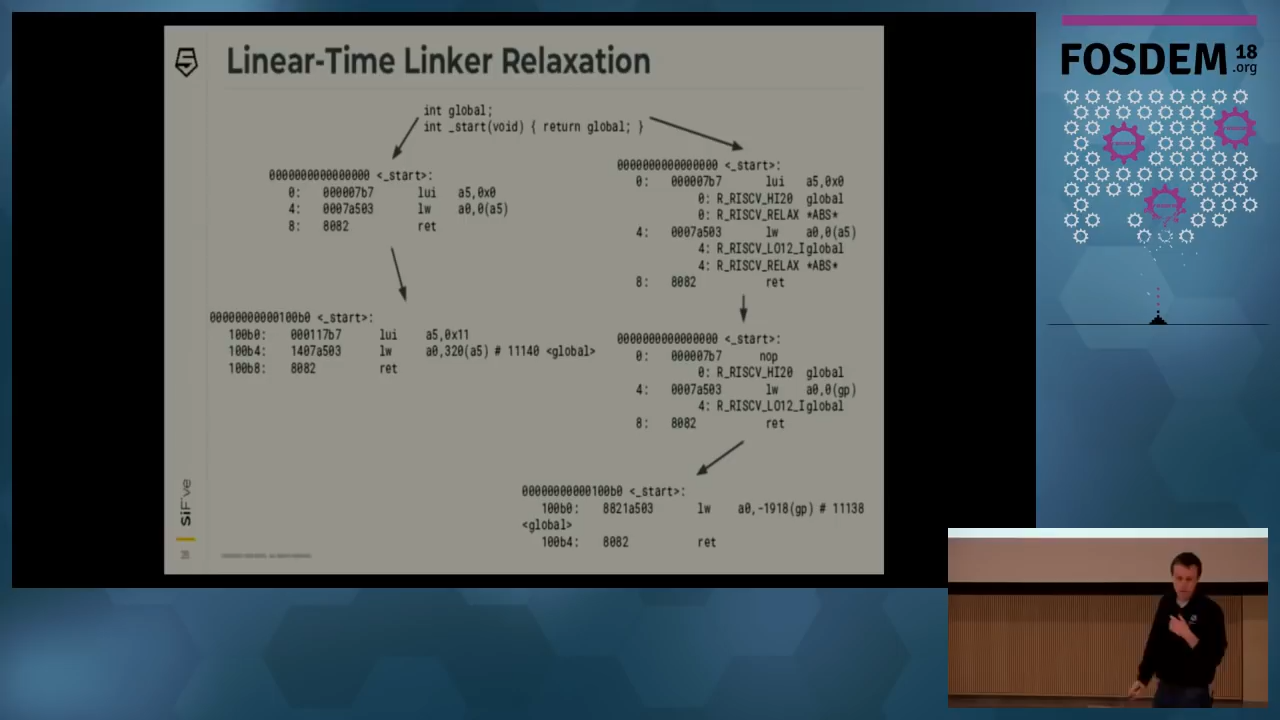 Linear-Time Linker Relaxation
int global;
int _start(void) { return global; }
0000000000000000 <_start>:
0: 000007b7 lui a5,0x0
4: 0007a503 lw a0,0(a5)
8: 8082 ret
00000000000100b0 <_start>:
100b0: 000117b7 lui a5,0x11
100b4: 1407a503 lw a0,320(a5) # 11140 <global>
100b8: 8082 ret
0000000000000000 <_start>:
0: 000007b7 lui a5,0x0
0: R_RISCV_HI20 global
0: R_RISCV_RELAX *ABS*
4: 0007a503 lw a0,0(a5)
4: R_RISCV_LO12_I global
4: R_RISCV_RELAX *ABS*
8: 8082 ret
0000000000000000 <_start>:
0: 000007b7 nop
0: R_RISCV_HI20 global
4: 0007a503 lw a0,0(gp)
4: R_RISCV_LO12_I global
8: 8082 ret
00000000000100b0 <_start>:
100b0: 8821a503 lw a0,-1918(gp) # 11138
<global>
100b4: 8082 ret
SiFive
FOSDEM 18
.org